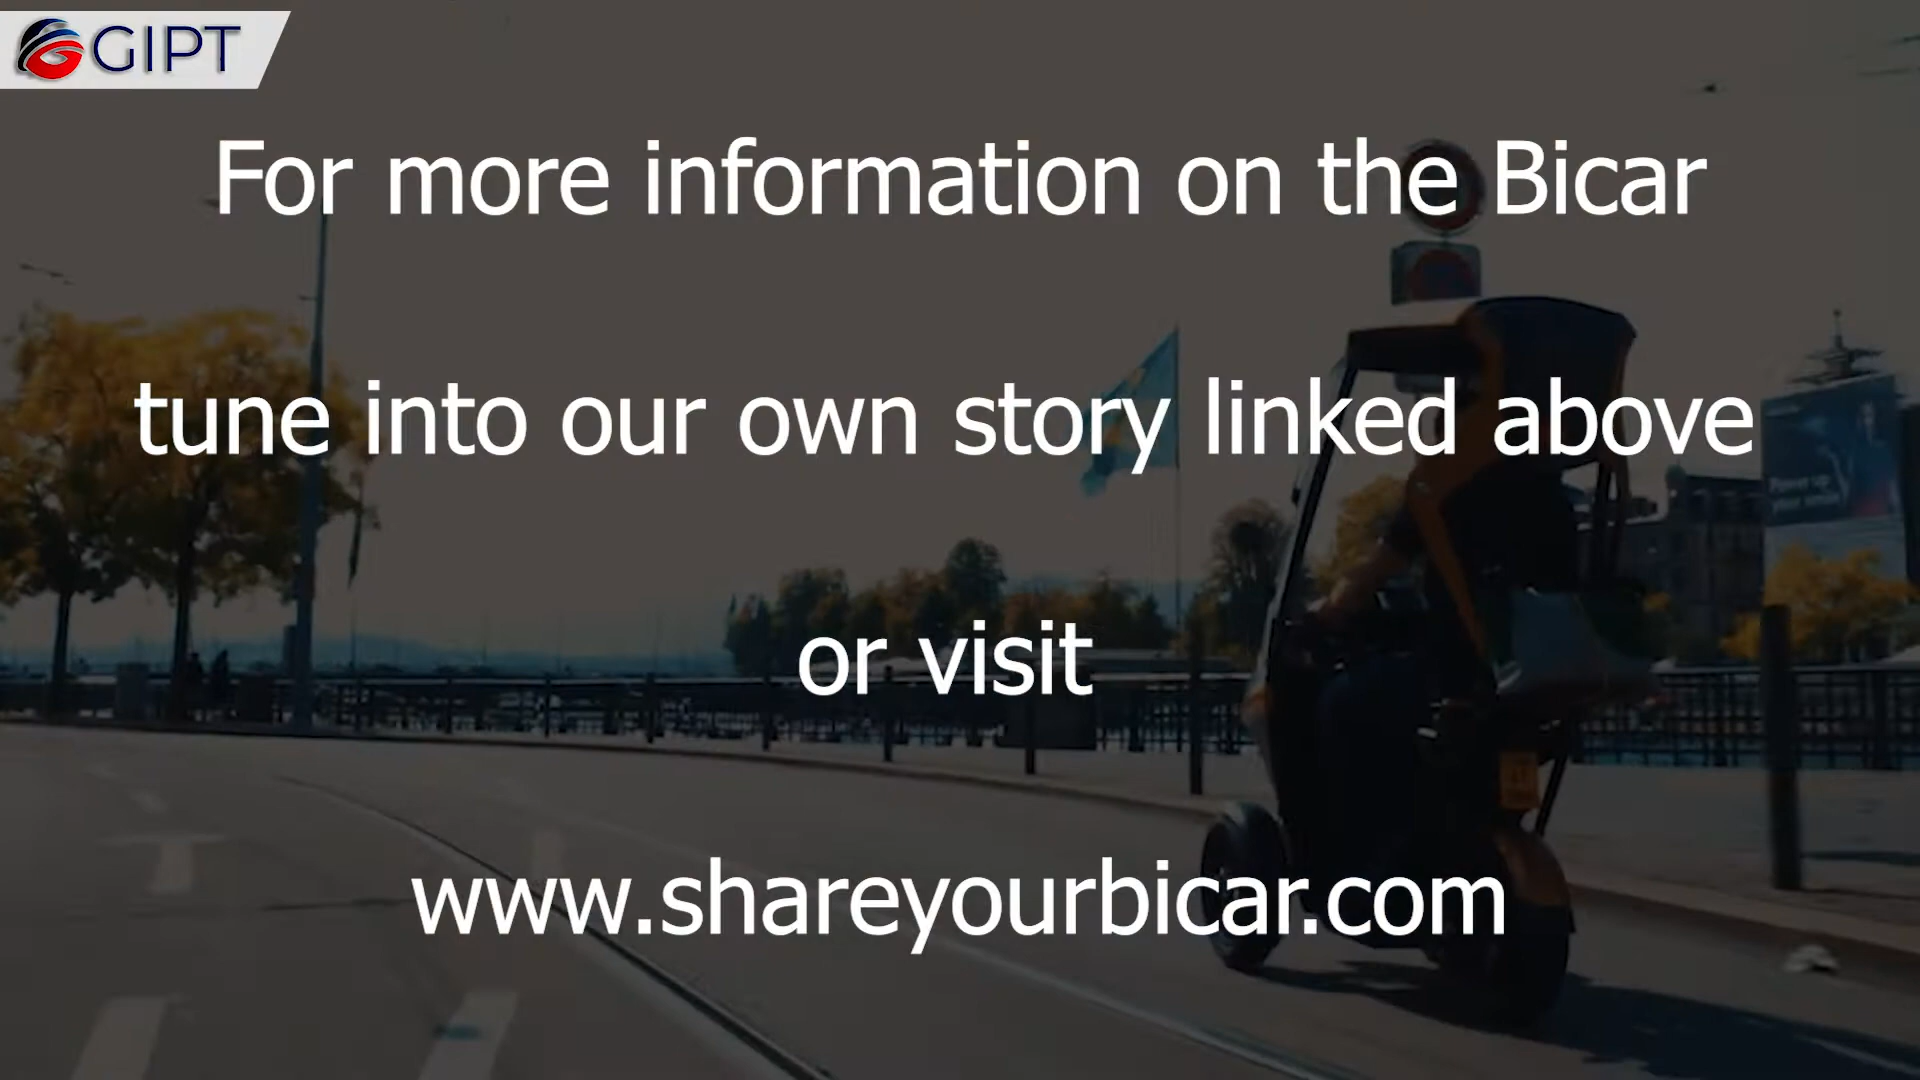 GIPT
For more information on the Bicar
tune into our own story linked above
or visit
www.shareyourbicar.com